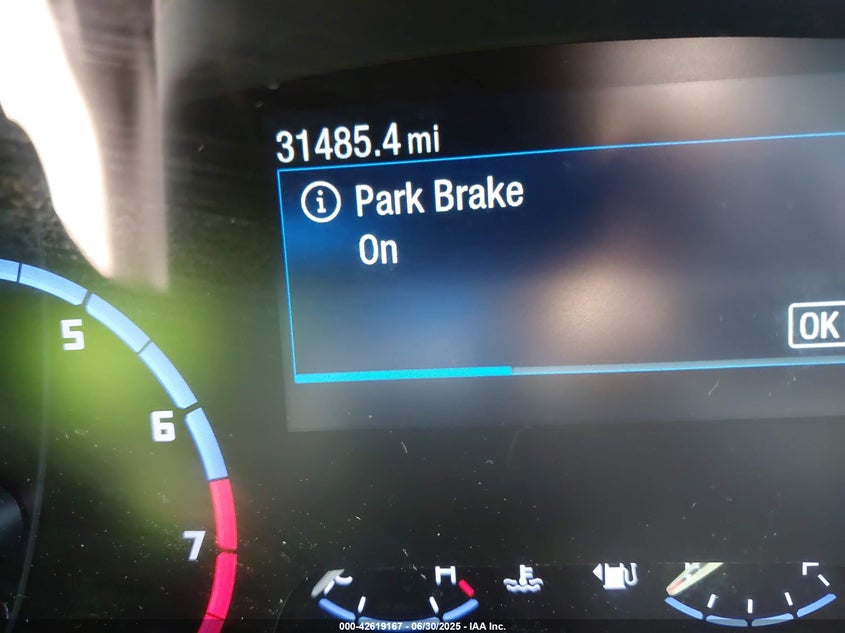 31485.4 mi
Park Brake
On
OK
5
6
7
H
000-42619167 - 06/30/2025 - IAA Inc.